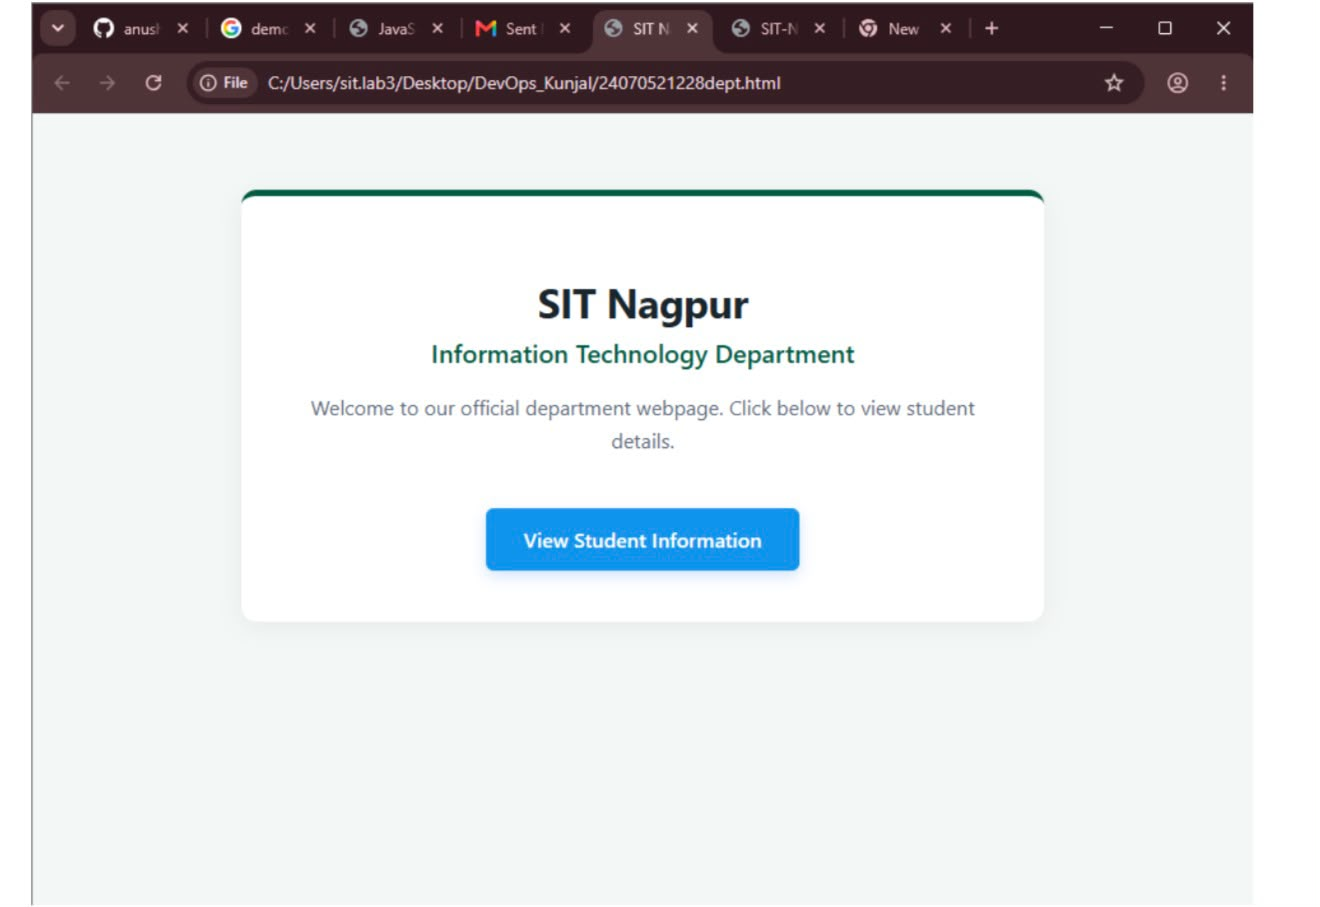 anus
demo
JavaS
Sent
SIT N
SIT-N
New
File
C:/Users/sit.lab3/Desktop/DevOps_Kunjal/24070521228dept.html
SIT Nagpur
Information Technology Department
Welcome to our official department webpage. Click below to view student
details.
View Student Information